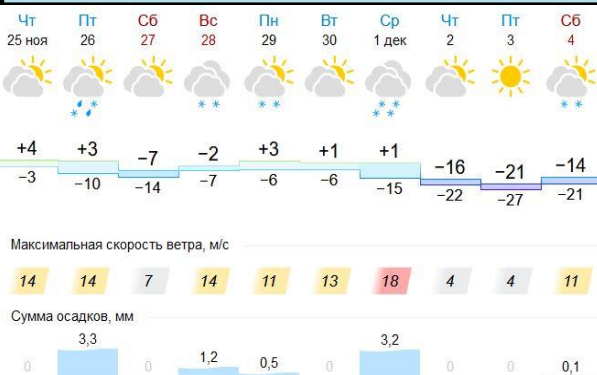 Чт Пт Сб Вс Пн Вт Ср Чт Пт Сб
25 ноя 26 27 28 29 30 1 дек 2 3 4
+4 +3 −7 −2 +3 +1 +1 −16 −21 −14
−3 −10 −14 −7 −6 −6 −15 −22 −27 −21
Максимальная скорость ветра, м/с
14 14 7 14 11 13 18 4 4 11
Сумма осадков, мм
0 3,3 0 1,2 0,5 0 3,2 0 0 0,1